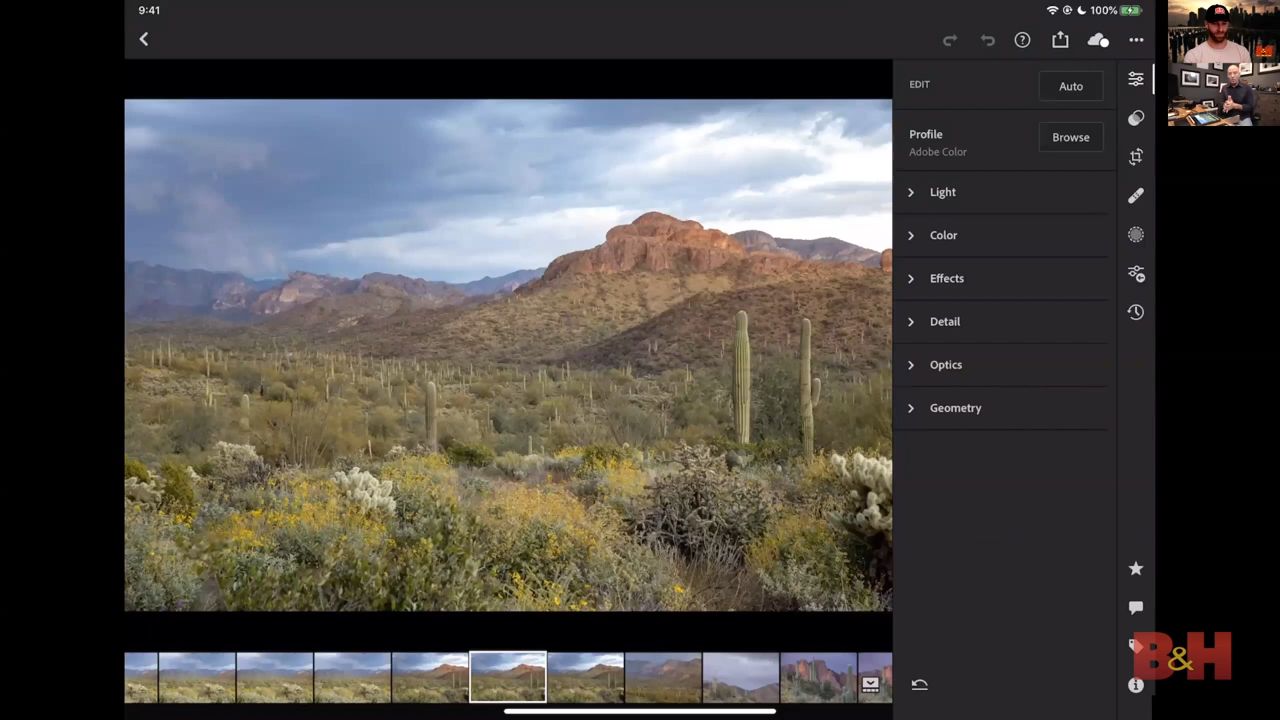 9:41
100%
EDIT
Auto
Profile
Adobe Color
Browse
Light
Color
Effects
Detail
Optics
Geometry
B&H